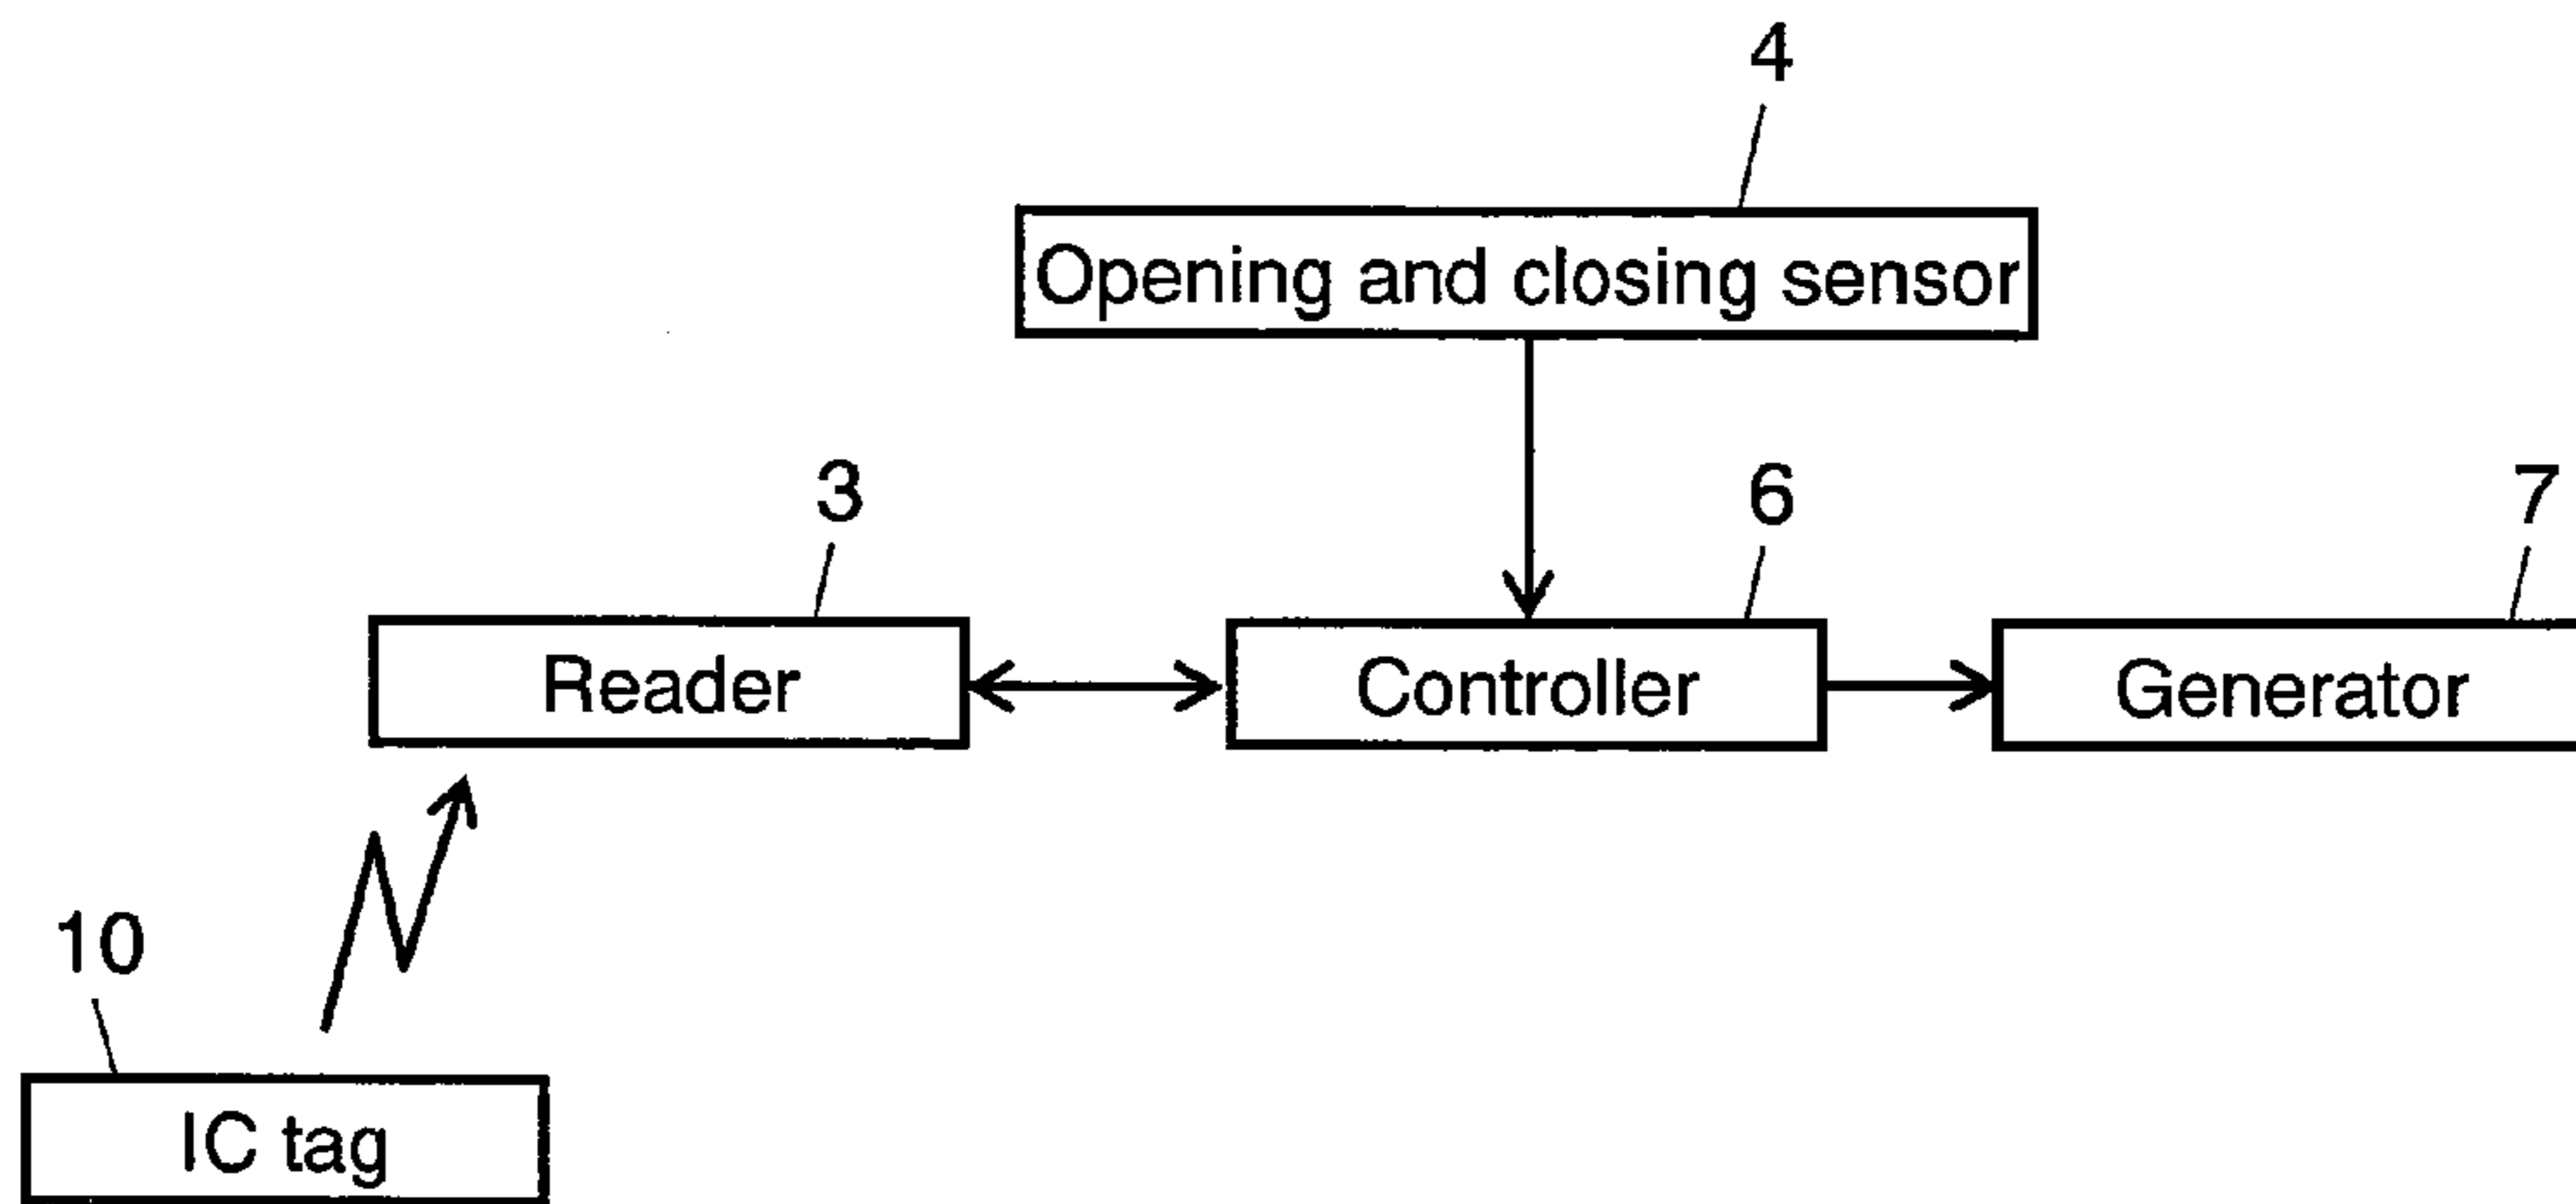 4
Opening and closing sensor
3
6
7
Reader
Controller
Generator
10
IC tag